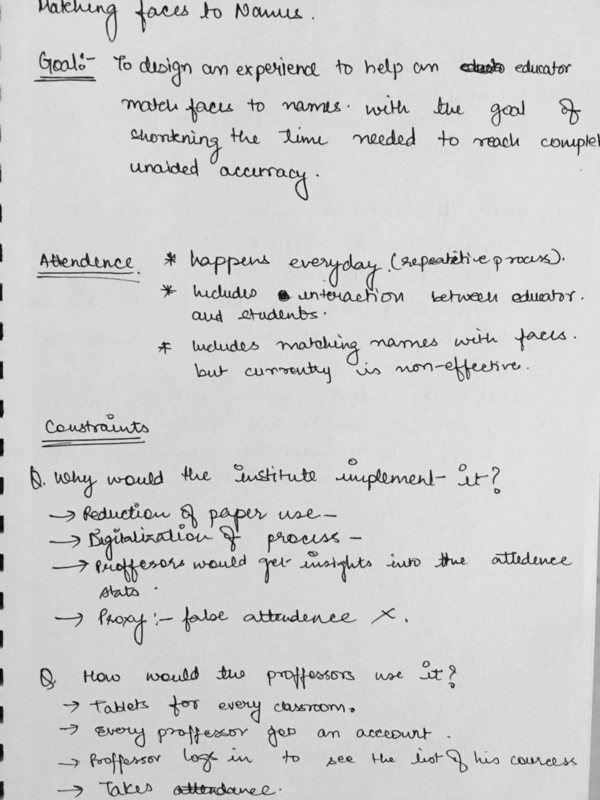 Matching faces to Names.
Goal:- To design an experience to help an educator
match faces to names. with the goal of
shortning the time needed to reach complet
unaided accurracy.
Attendence. * happens everyday. (repeatitive process).
* Includes interaction between educator.
and students.
* Includes matching names with faces.
but currently is non-effective.
Constraints
Q. Why would the institute implement it?
→ Reduction of paper use –
→ Digitalization of process –
→ Proffesors would get insights into the attedence
stats.
→ Proxy:- false attendence ×.
Q. How would the proffessors use it?
→ Tablets for every classroom.
→ Every proffessor gets an account.
→ Proffessor logs in to see the list of his courcess
→ Takes attendance.